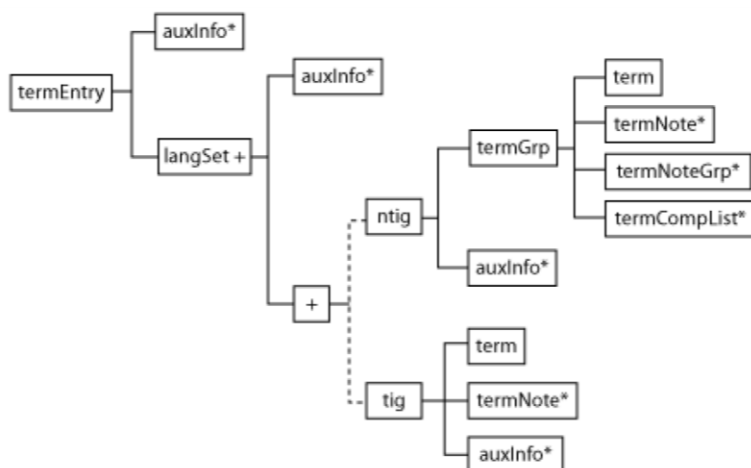 auxInfo*
termEntry
langSet +
auxInfo*
+
ntig
termGrp
term
termNote*
termNoteGrp*
termCompList*
auxInfo*
tig
term
termNote*
auxInfo*